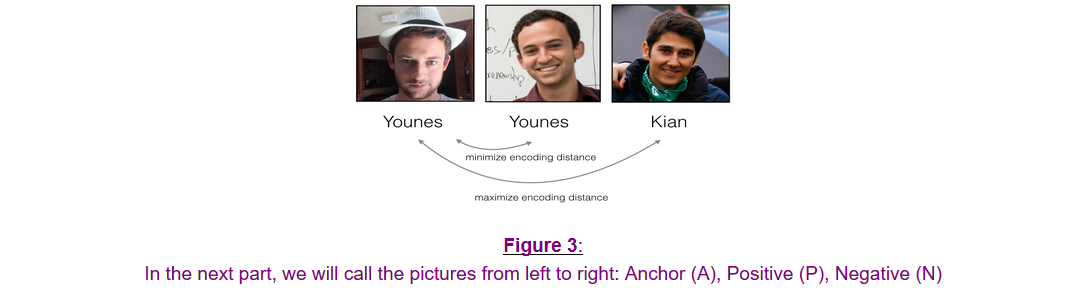 Younes
Younes
Kian
minimize encoding distance
maximize encoding distance
Figure 3:
In the next part, we will call the pictures from left to right: Anchor (A), Positive (P), Negative (N)